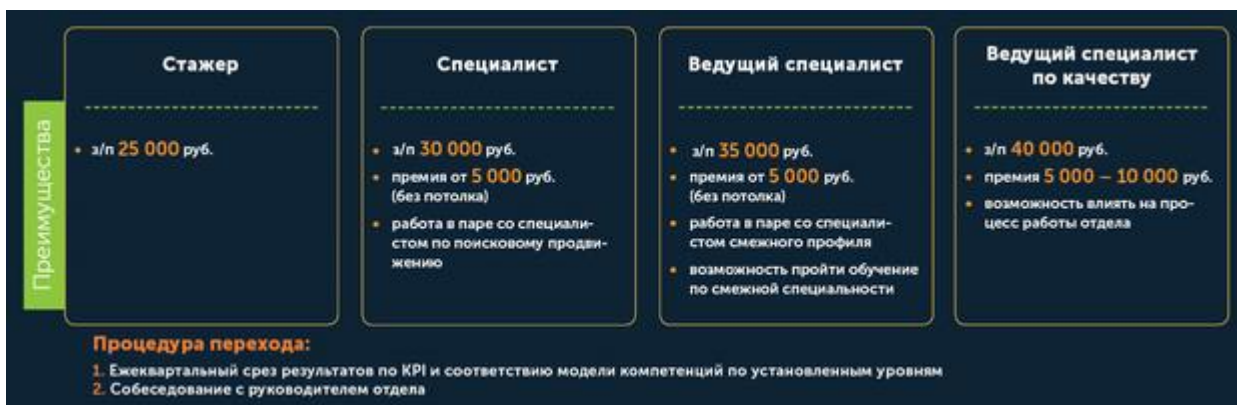 Преимущества
Стажер
• з/п 25 000 руб.
Специалист
• з/п 30 000 руб.
• премия от 5 000 руб.
(без потолка)
• работа в паре со специали-
стом по поисковому продви-
жению
Ведущий специалист
• з/п 35 000 руб.
• премия от 5 000 руб.
(без потолка)
• работа в паре со специали-
стом смежного профиля
• возможность пройти обучение
по смежной специальности
Ведущий специалист
по качеству
• з/п 40 000 руб.
• премия 5 000 – 10 000 руб.
• возможность влиять на про-
цесс работы отдела
Процедура перехода:
1. Ежеквартальный срез результатов по KPI и соответствию модели компетенций по установленным уровням
2. Собеседование с руководителем отдела